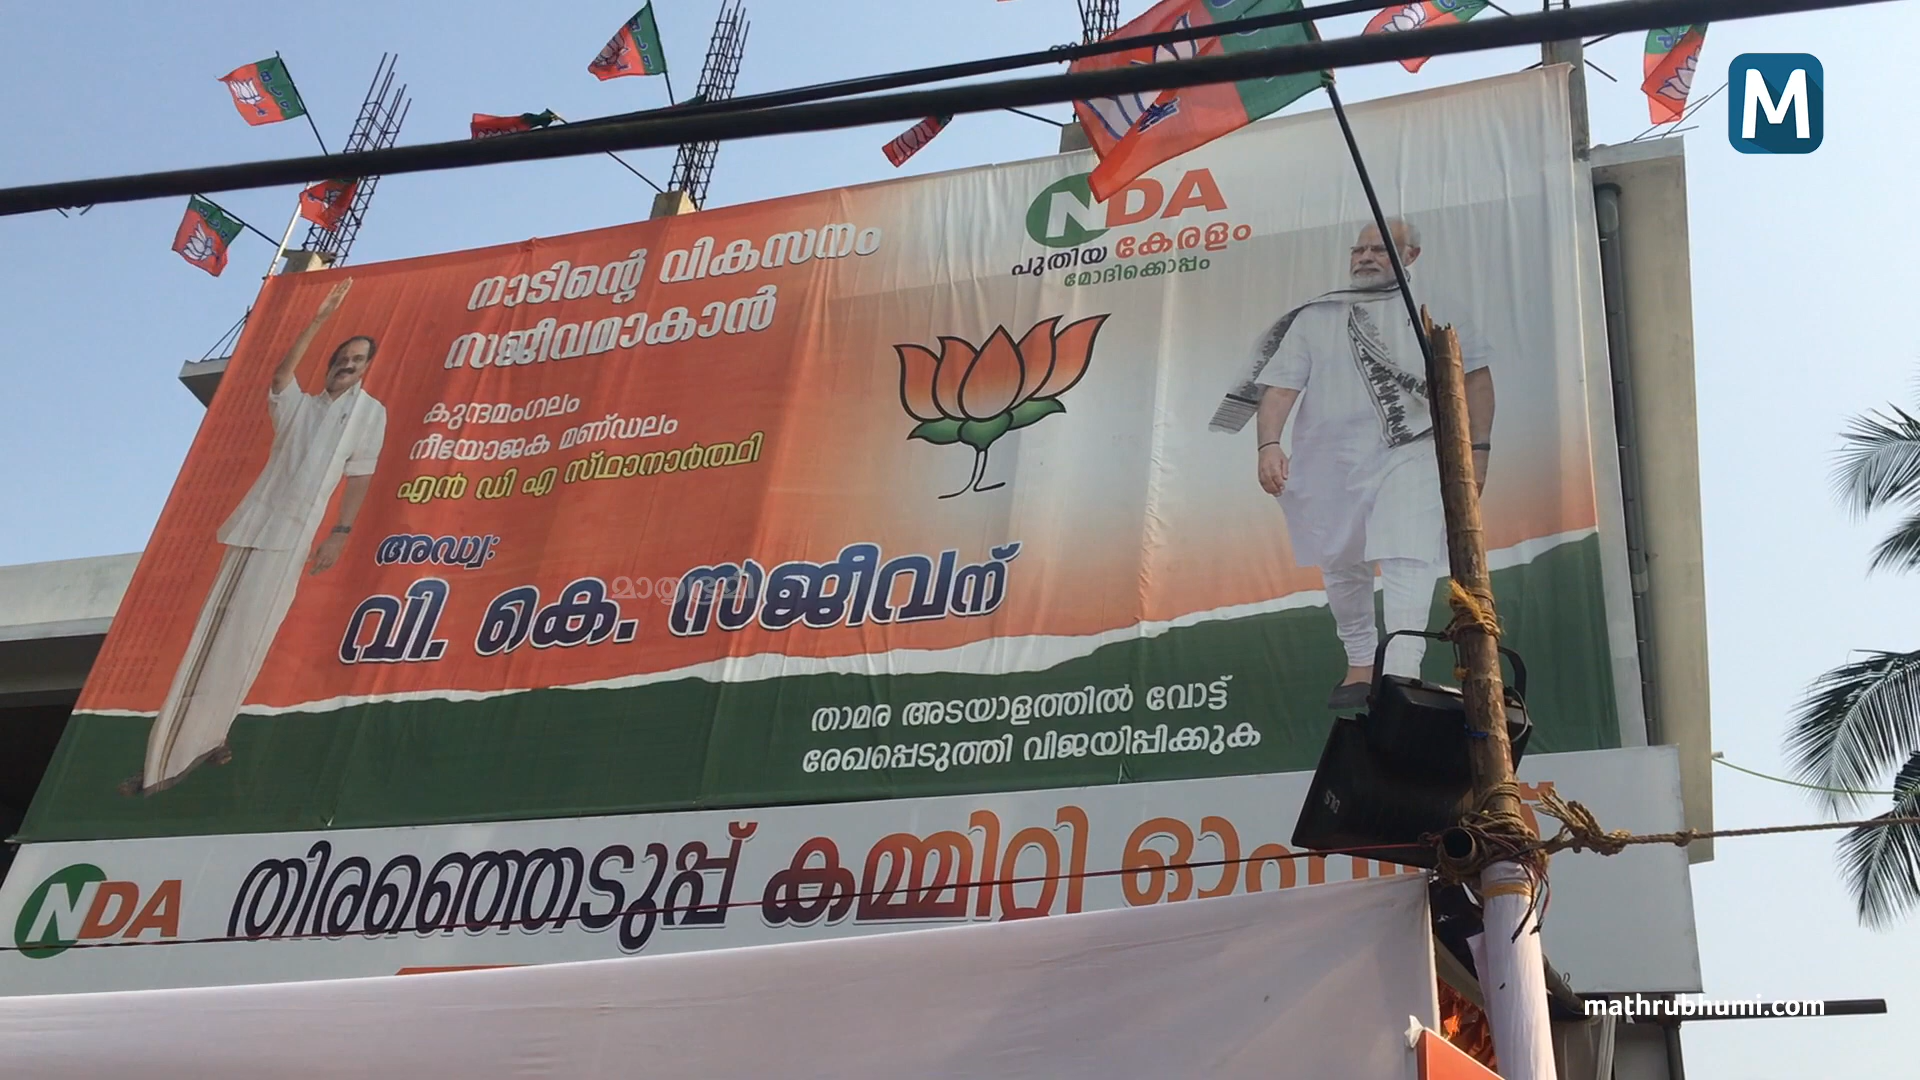 M
NDA
പുതിയ കേരളം
മോദിക്കൊപ്പം
നാടിന്റെ വികസനം
സജീവമാകാൻ
കുന്ദമംഗലം
നീയോജക മണ്ഡലം
എൻ ഡി എ സ്ഥാനാർത്ഥി
അഡ്വ:
വി. കെ. സജീവന്
മാതൃഭൂമി
താമര അടയാളത്തിൽ വോട്ട്
രേഖപ്പെടുത്തി വിജയിപ്പിക്കുക
NDA തിരഞ്ഞെടുപ്പ് കമ്മിറ്റി
mathrubhumi.com